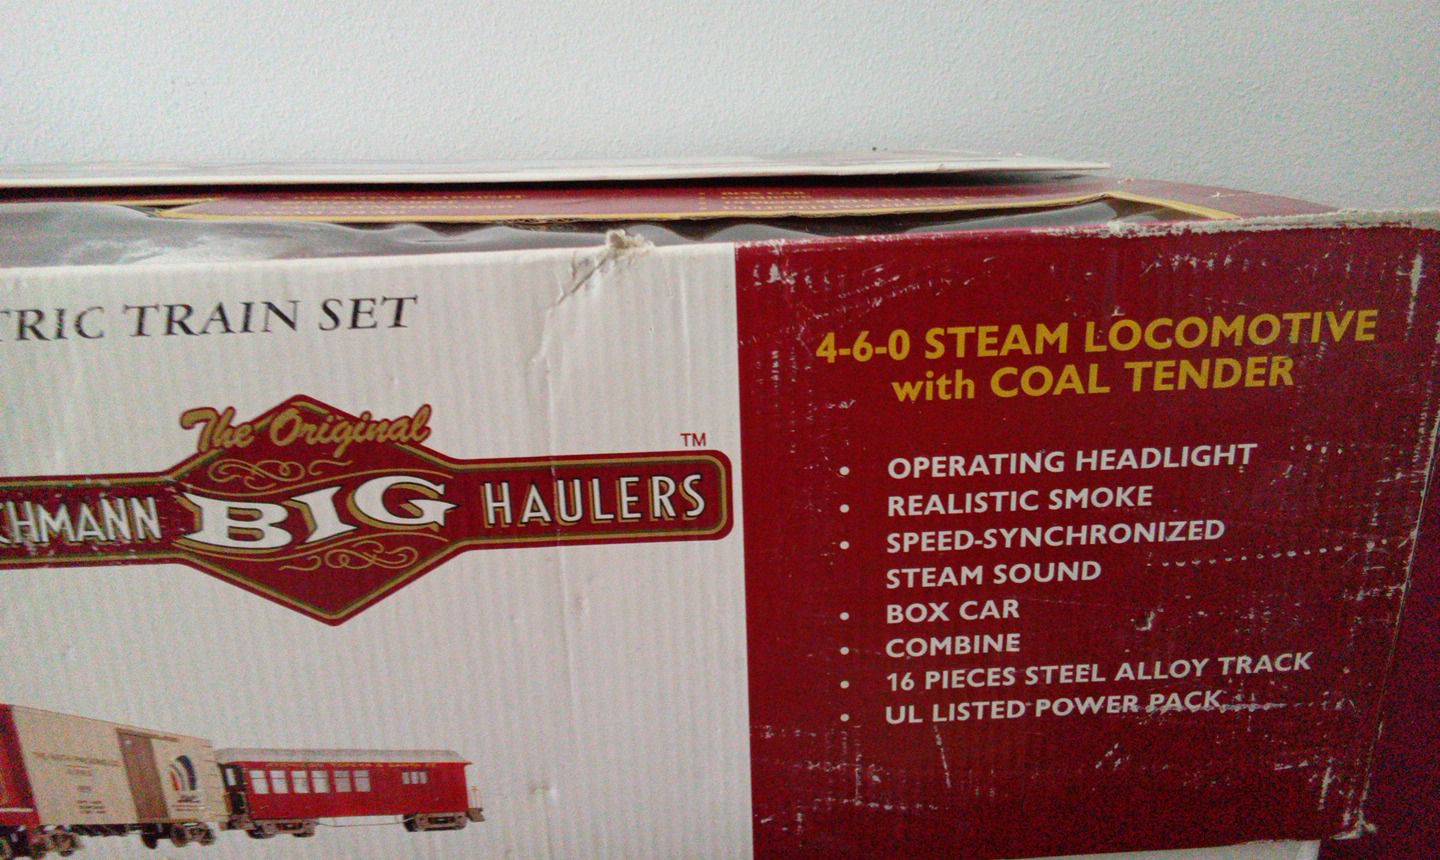 TRIC TRAIN SET
The Original
CHMANN BIG HAULERS
TM
4-6-0 STEAM LOCOMOTIVE
with COAL TENDER
• OPERATING HEADLIGHT
• REALISTIC SMOKE
• SPEED-SYNCHRONIZED
STEAM SOUND
• BOX CAR
• COMBINE
• 16 PIECES STEEL ALLOY TRACK
• UL LISTED POWER PACK